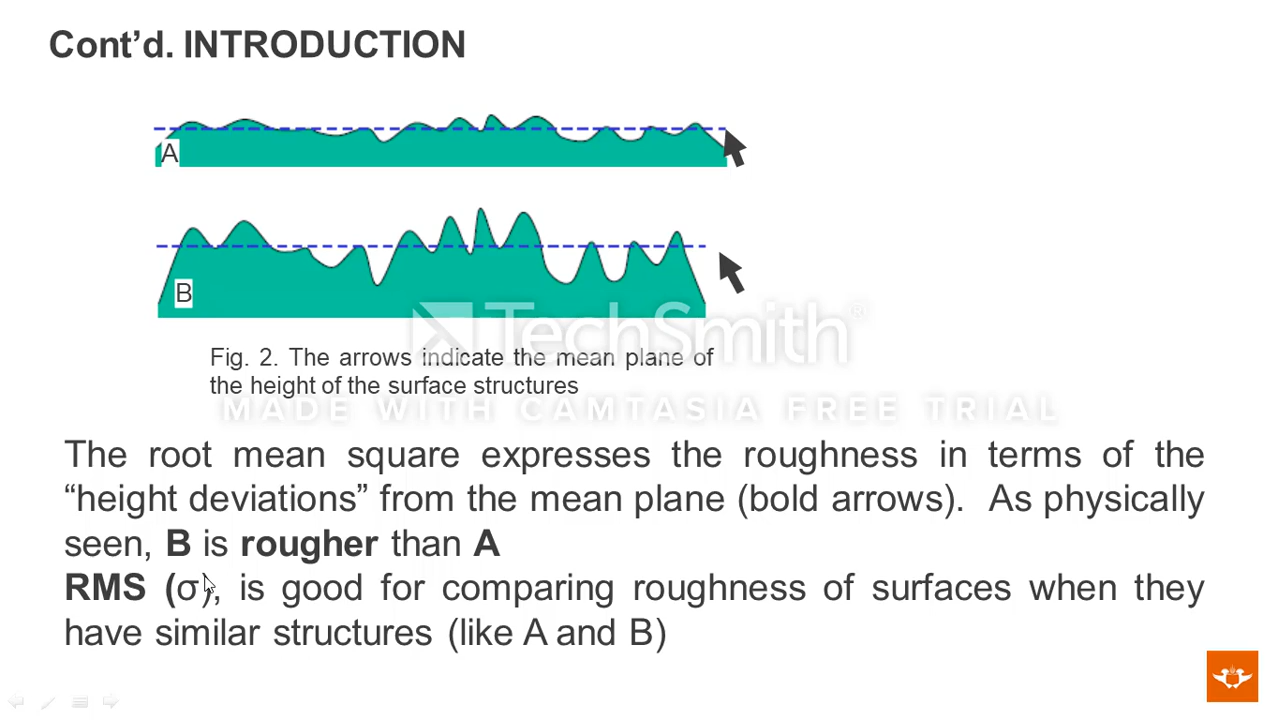 Cont’d. INTRODUCTION
A
B
TechSmith®
Fig. 2. The arrows indicate the mean plane of
the height of the surface structures
MADE WITH CAMTASIA FREE TRIAL
The root mean square expresses the roughness in terms of the
“height deviations” from the mean plane (bold arrows). As physically
seen, B is rougher than A
RMS (σ), is good for comparing roughness of surfaces when they
have similar structures (like A and B)